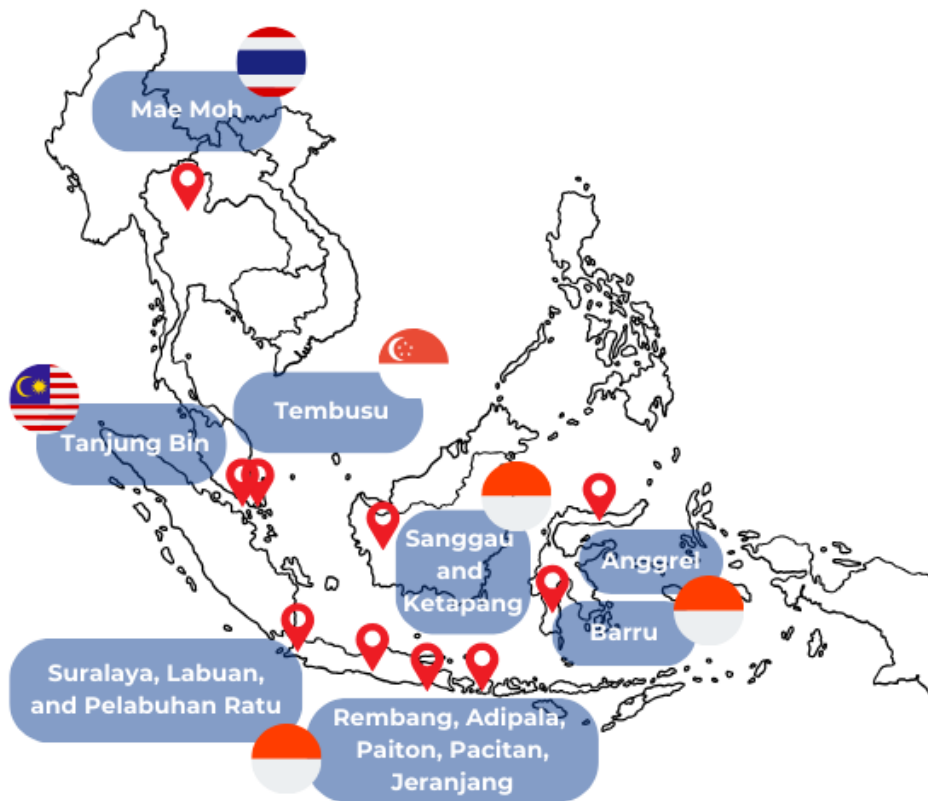 Mae Moh
Tembusu
Tanjung Bin
Sanggau
and
Ketapang
Anggrei
Barru
Suralaya, Labuan,
and Pelabuhan Ratu
Rembang, Adipala,
Paiton, Pacitan,
Jeranjang